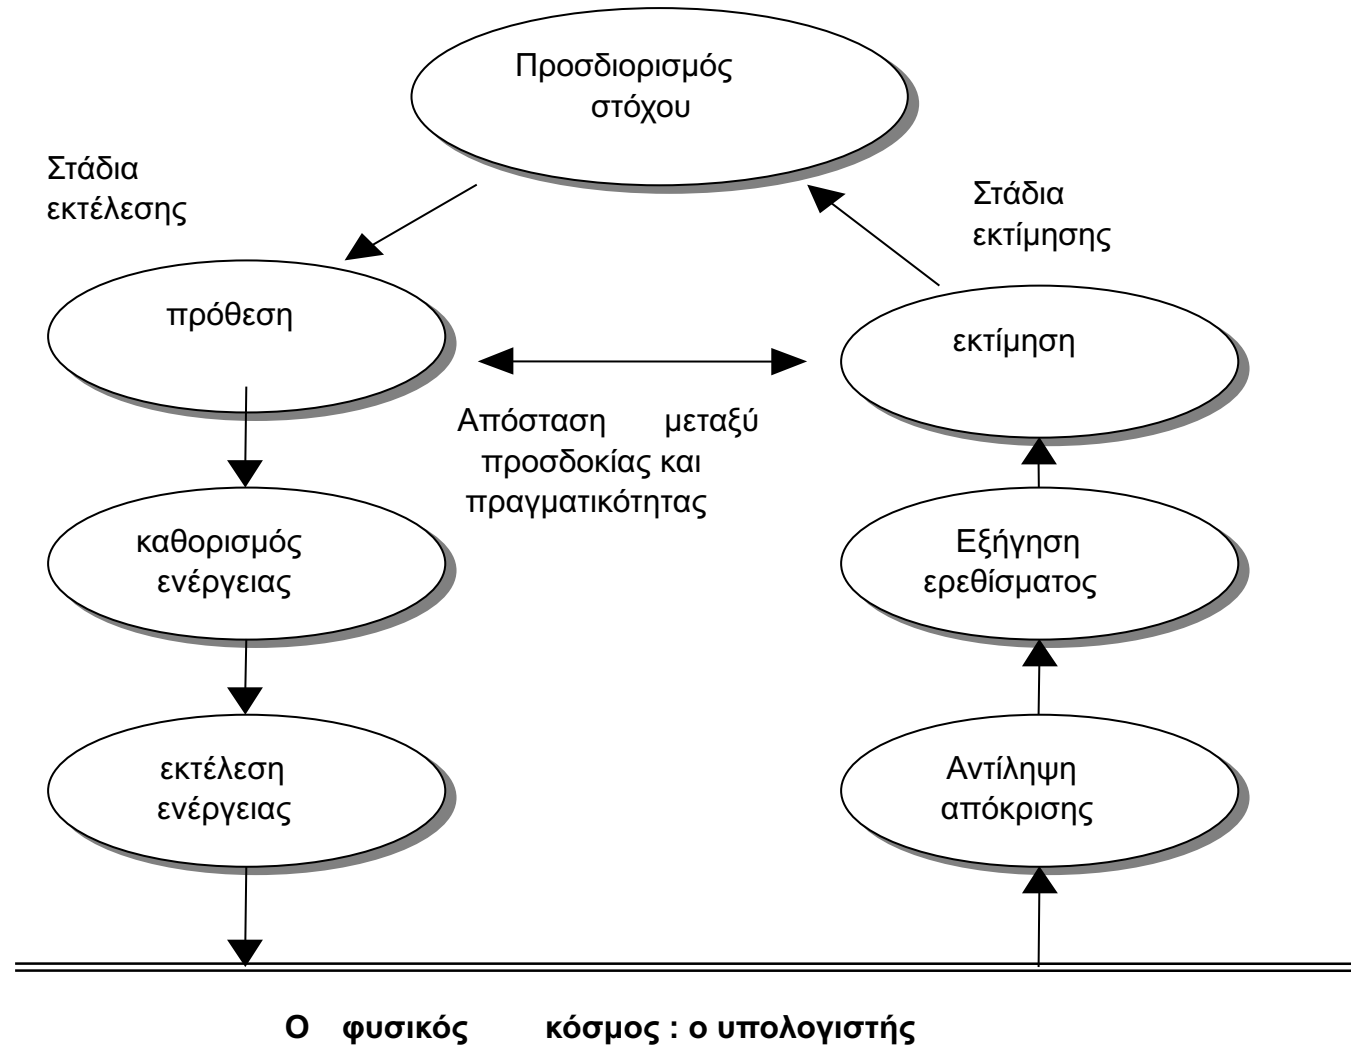 Προσδιορισμός
στόχου
Στάδια
εκτέλεσης
Στάδια
εκτίμησης
πρόθεση
εκτίμηση
Απόσταση μεταξύ
προσδοκίας και
πραγματικότητας
καθορισμός
ενέργειας
Εξήγηση
ερεθίσματος
εκτέλεση
ενέργειας
Αντίληψη
απόκρισης
Ο φυσικός κόσμος : ο υπολογιστής